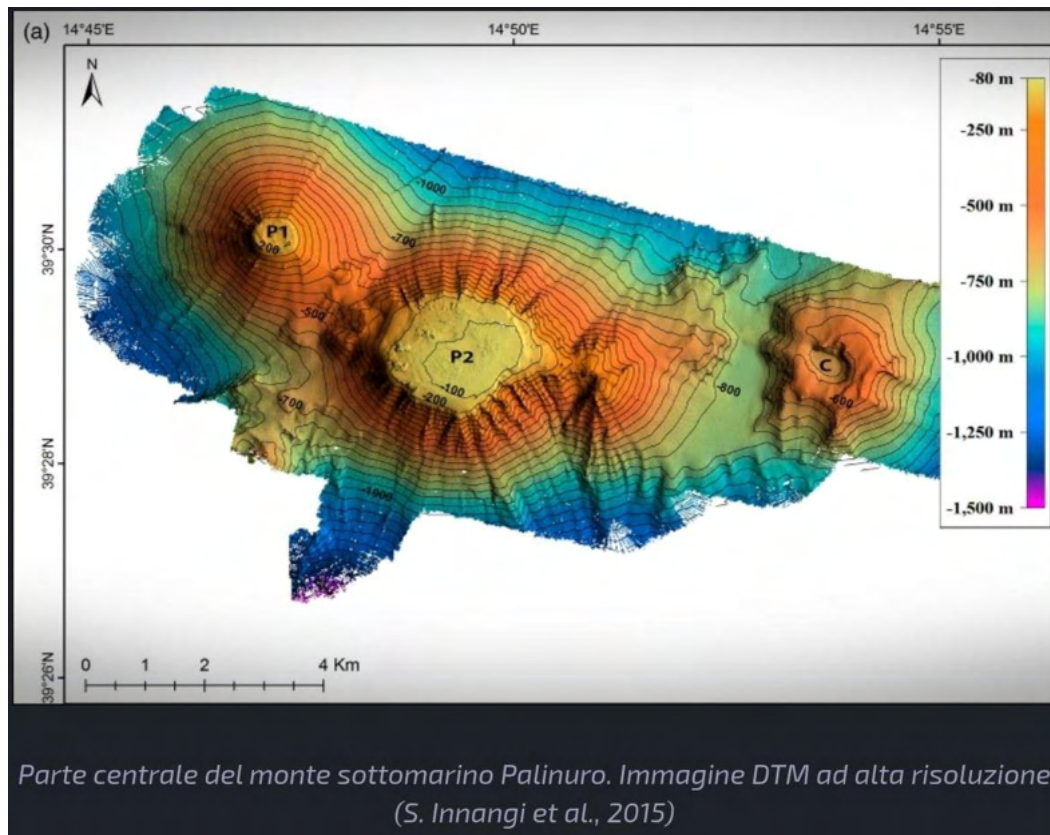 (a)
14°45'E
14°50'E
14°55'E
N
39°30'N
39°28'N
39°26'N
-80 m
-250 m
-500 m
-750 m
-1,000 m
-1,250 m
-1,500 m
-1000
P1
200
-700
-500
P2
-100
-200
C
-800
-600
-700
-1000
0 1 2 4 Km
Parte centrale del monte sottomarino Palinuro. Immagine DTM ad alta risoluzione
(S. Innangi et al., 2015)